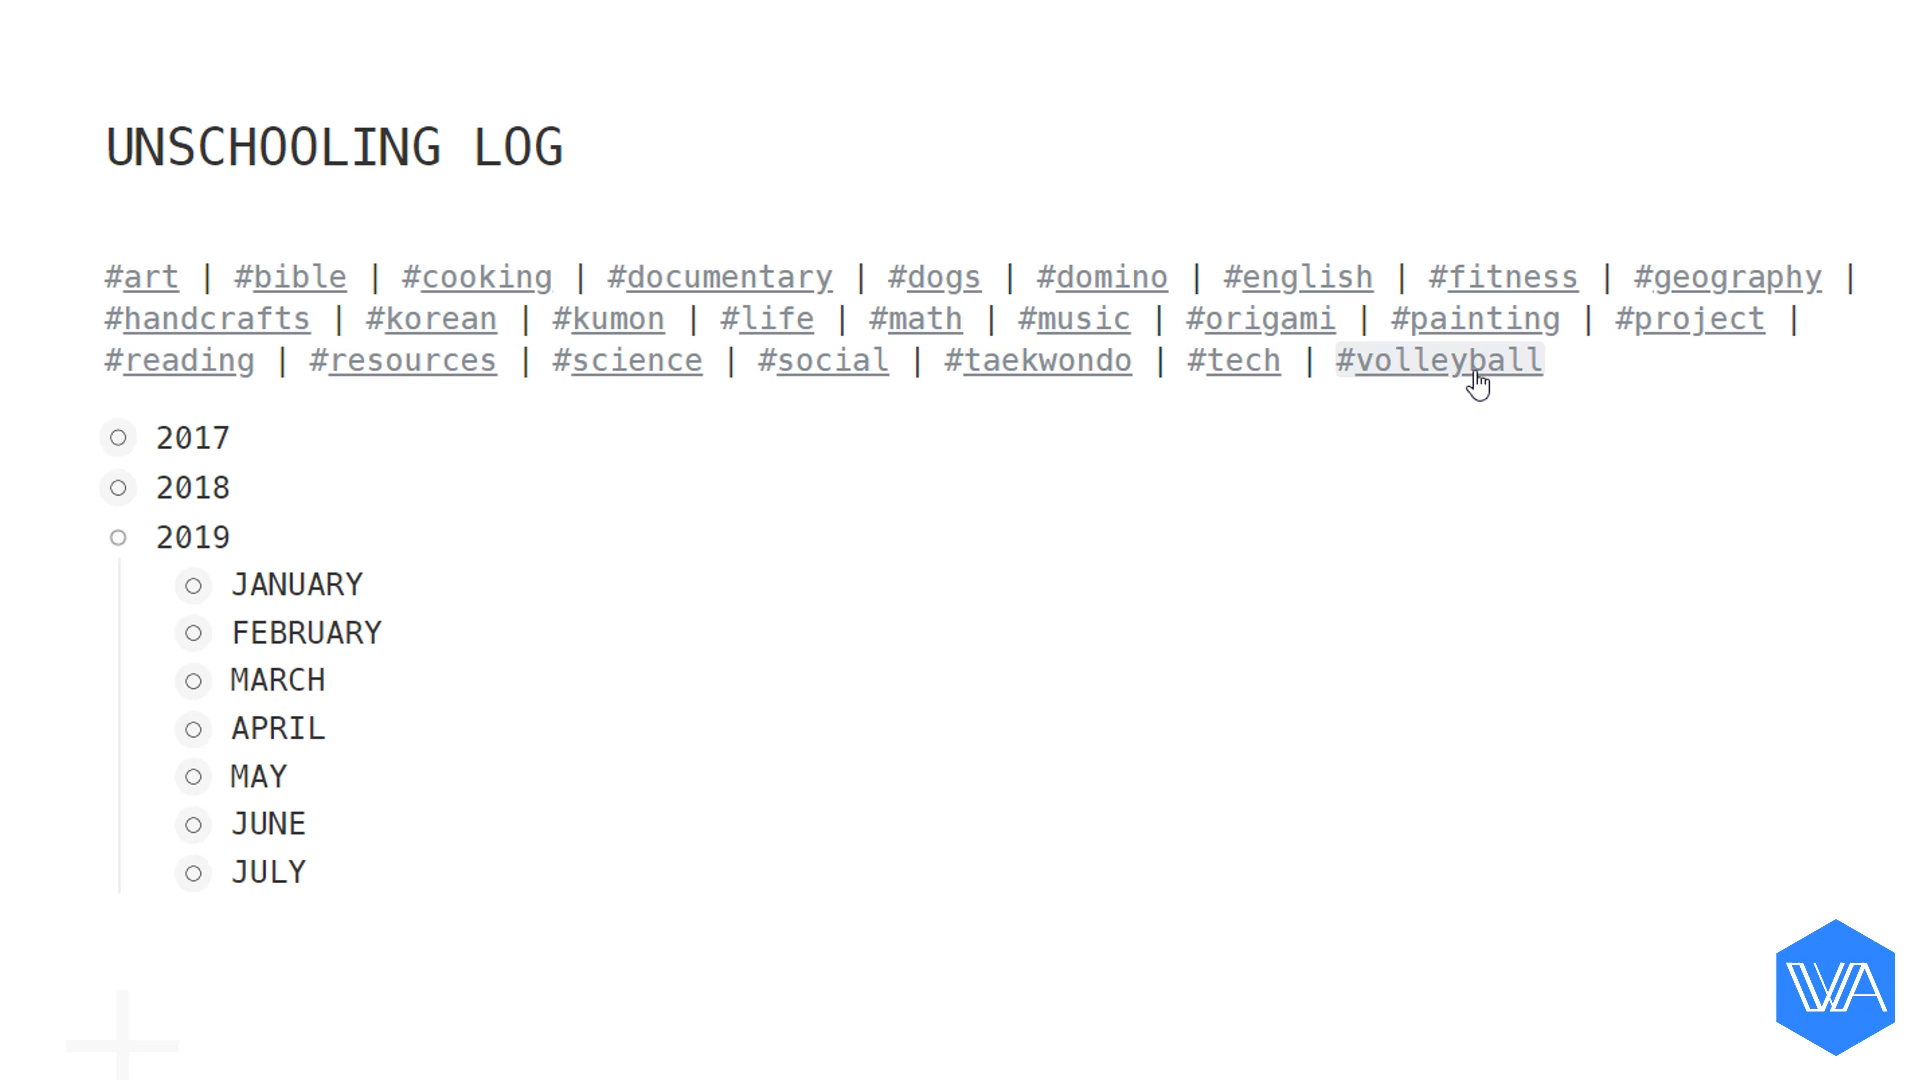 UNSCHOOLING LOG
#art | #bible | #cooking | #documentary | #dogs | #domino | #english | #fitness | #geography |
#handcrafts | #korean | #kumon | #life | #math | #music | #origami | #painting | #project |
#reading | #resources | #science | #social | #taekwondo | #tech | #volleyball
2017
2018
2019
JANUARY
FEBRUARY
MARCH
APRIL
MAY
JUNE
JULY
WA